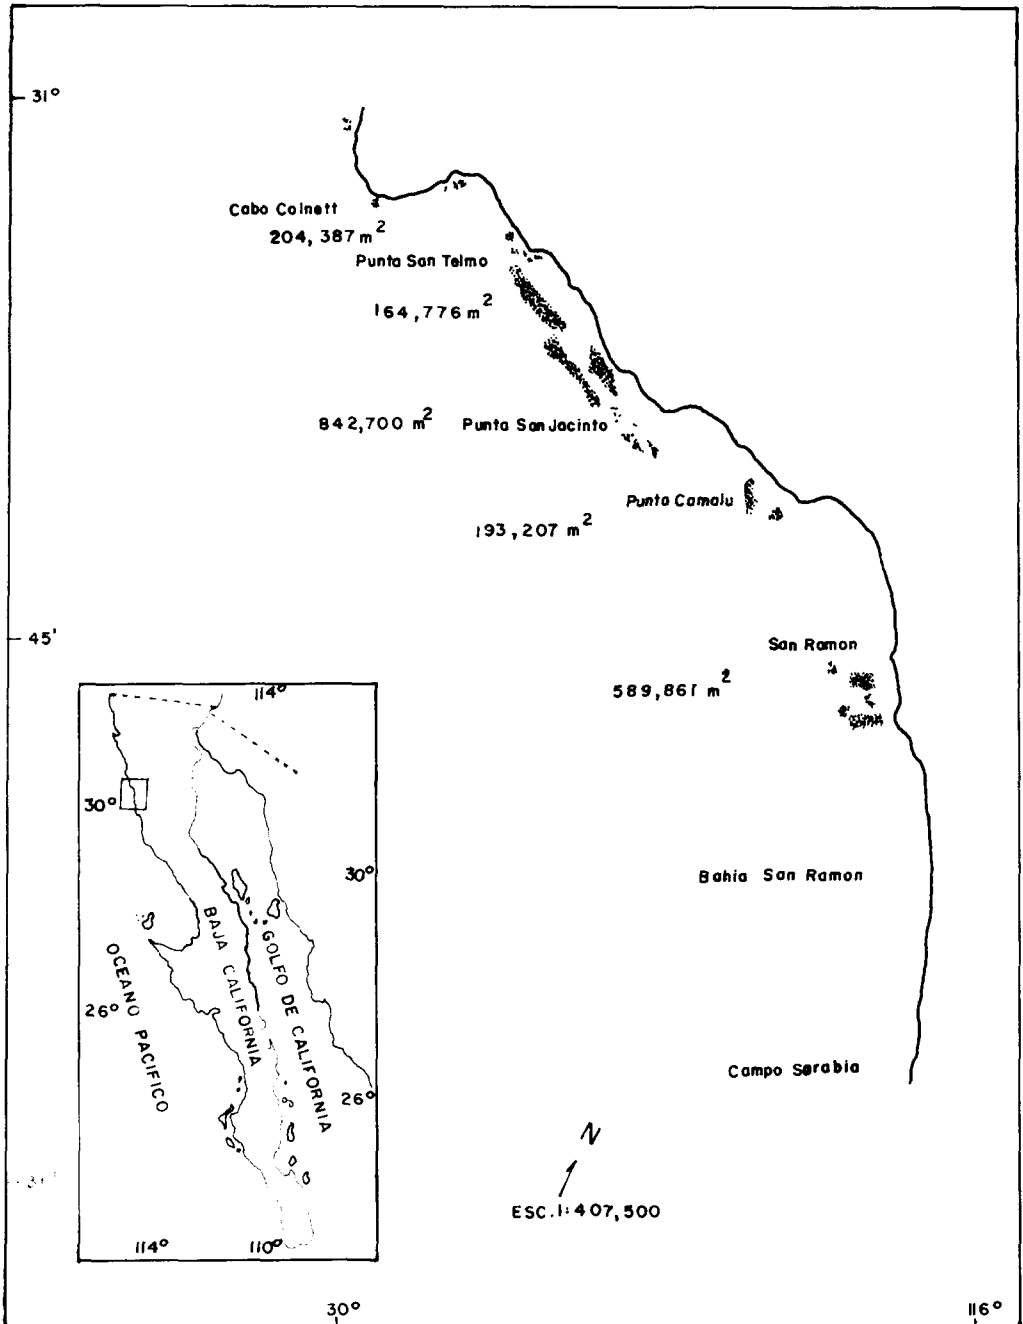 31°
Cabo Colnett
204,387 m²
Punta San Telmo
164,776 m²
842,700 m² Punta San Jacinto
Punta Camalu
193,207 m²
45'
San Ramon
589,861 m²
Bahia San Ramon
Campo Sarabia
N
ESC. 1:407,500
114°
30°
30°
BAJA CALIFORNIA
GOLFO DE CALIFORNIA
OCEANO PACIFICO
26°
26°
114° 110°
30° 116°